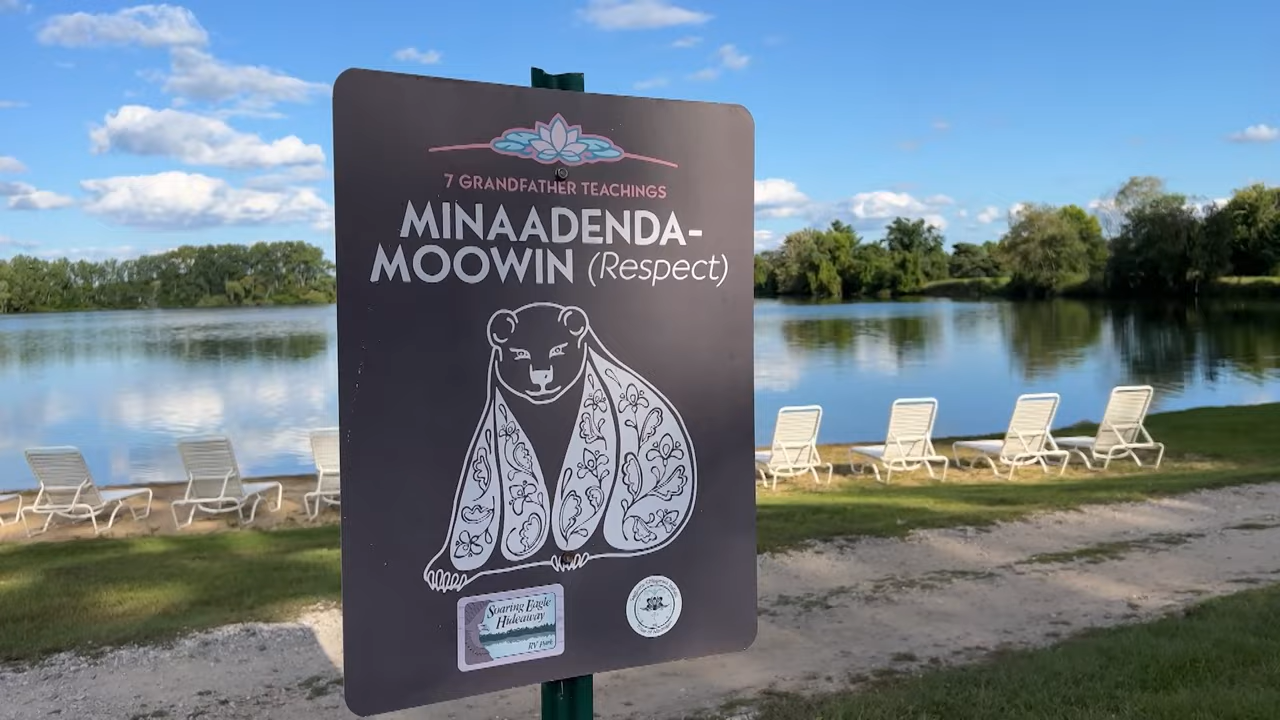 7 GRANDFATHER TEACHINGS
MINAADENDA-
MOOWIN (Respect)
Soaring Eagle
Hideaway
RV Park